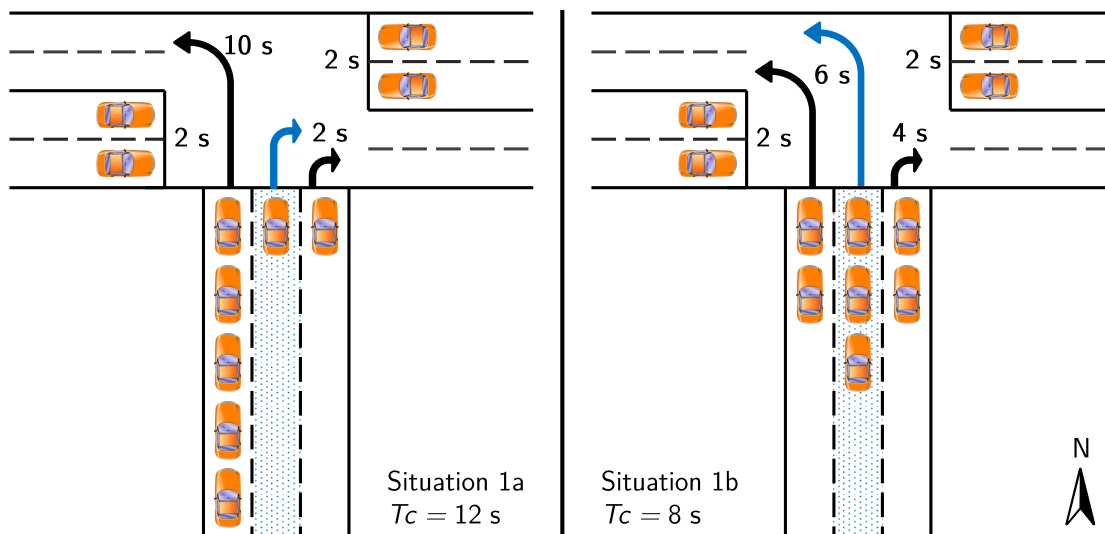 10 s
2 s
2 s
2 s
Situation 1a
Tc = 12 s
6 s
2 s
2 s
4 s
Situation 1b
Tc = 8 s
N